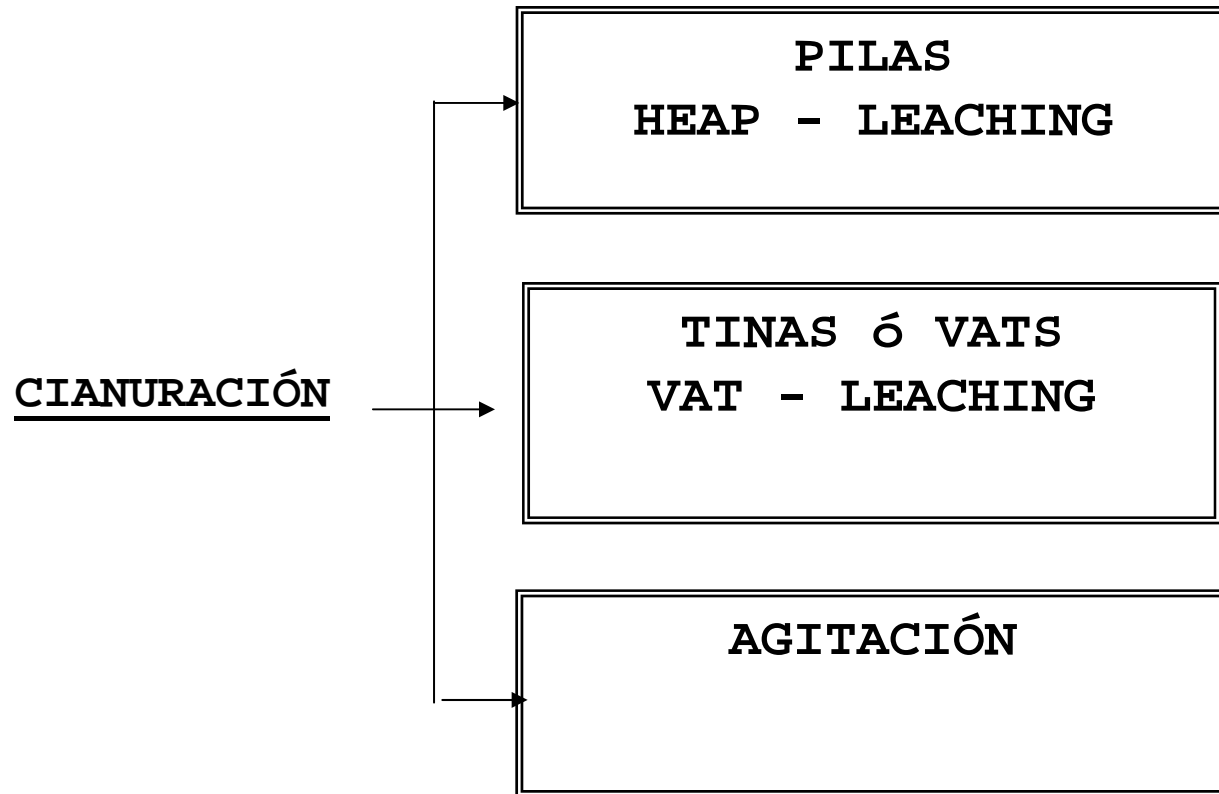 PILAS
HEAP - LEACHING
TINAS ó VATS
VAT - LEACHING
CIANURACIÓN
AGITACIÓN